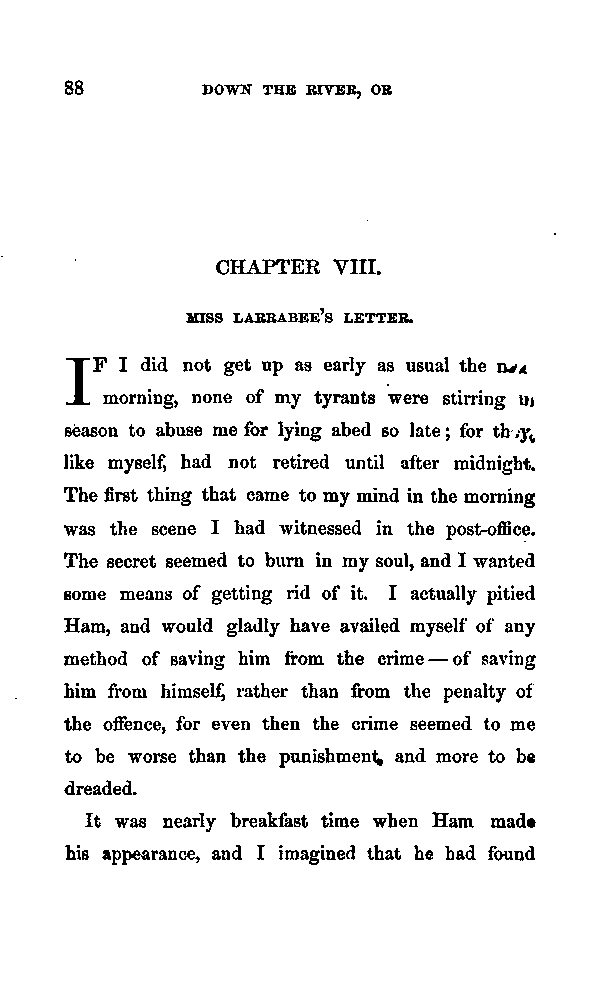 88 DOWN THE RIVER, OR
CHAPTER VIII.
MISS LARRABEE'S LETTER.
IF I did not get up as early as usual the
morning, none of my tyrants were stirring in
season to abuse me for lying abed so late; for they,
like myself, had not retired until after midnight.
The first thing that came to my mind in the morning
was the scene I had witnessed in the post-office.
The secret seemed to burn in my soul, and I wanted
some means of getting rid of it. I actually pitied
Ham, and would gladly have availed myself of any
method of saving him from the crime — of saving
him from himself, rather than from the penalty of
the offence, for even then the crime seemed to me
to be worse than the punishment, and more to be
dreaded.
It was nearly breakfast time when Ham made
his appearance, and I imagined that he had found